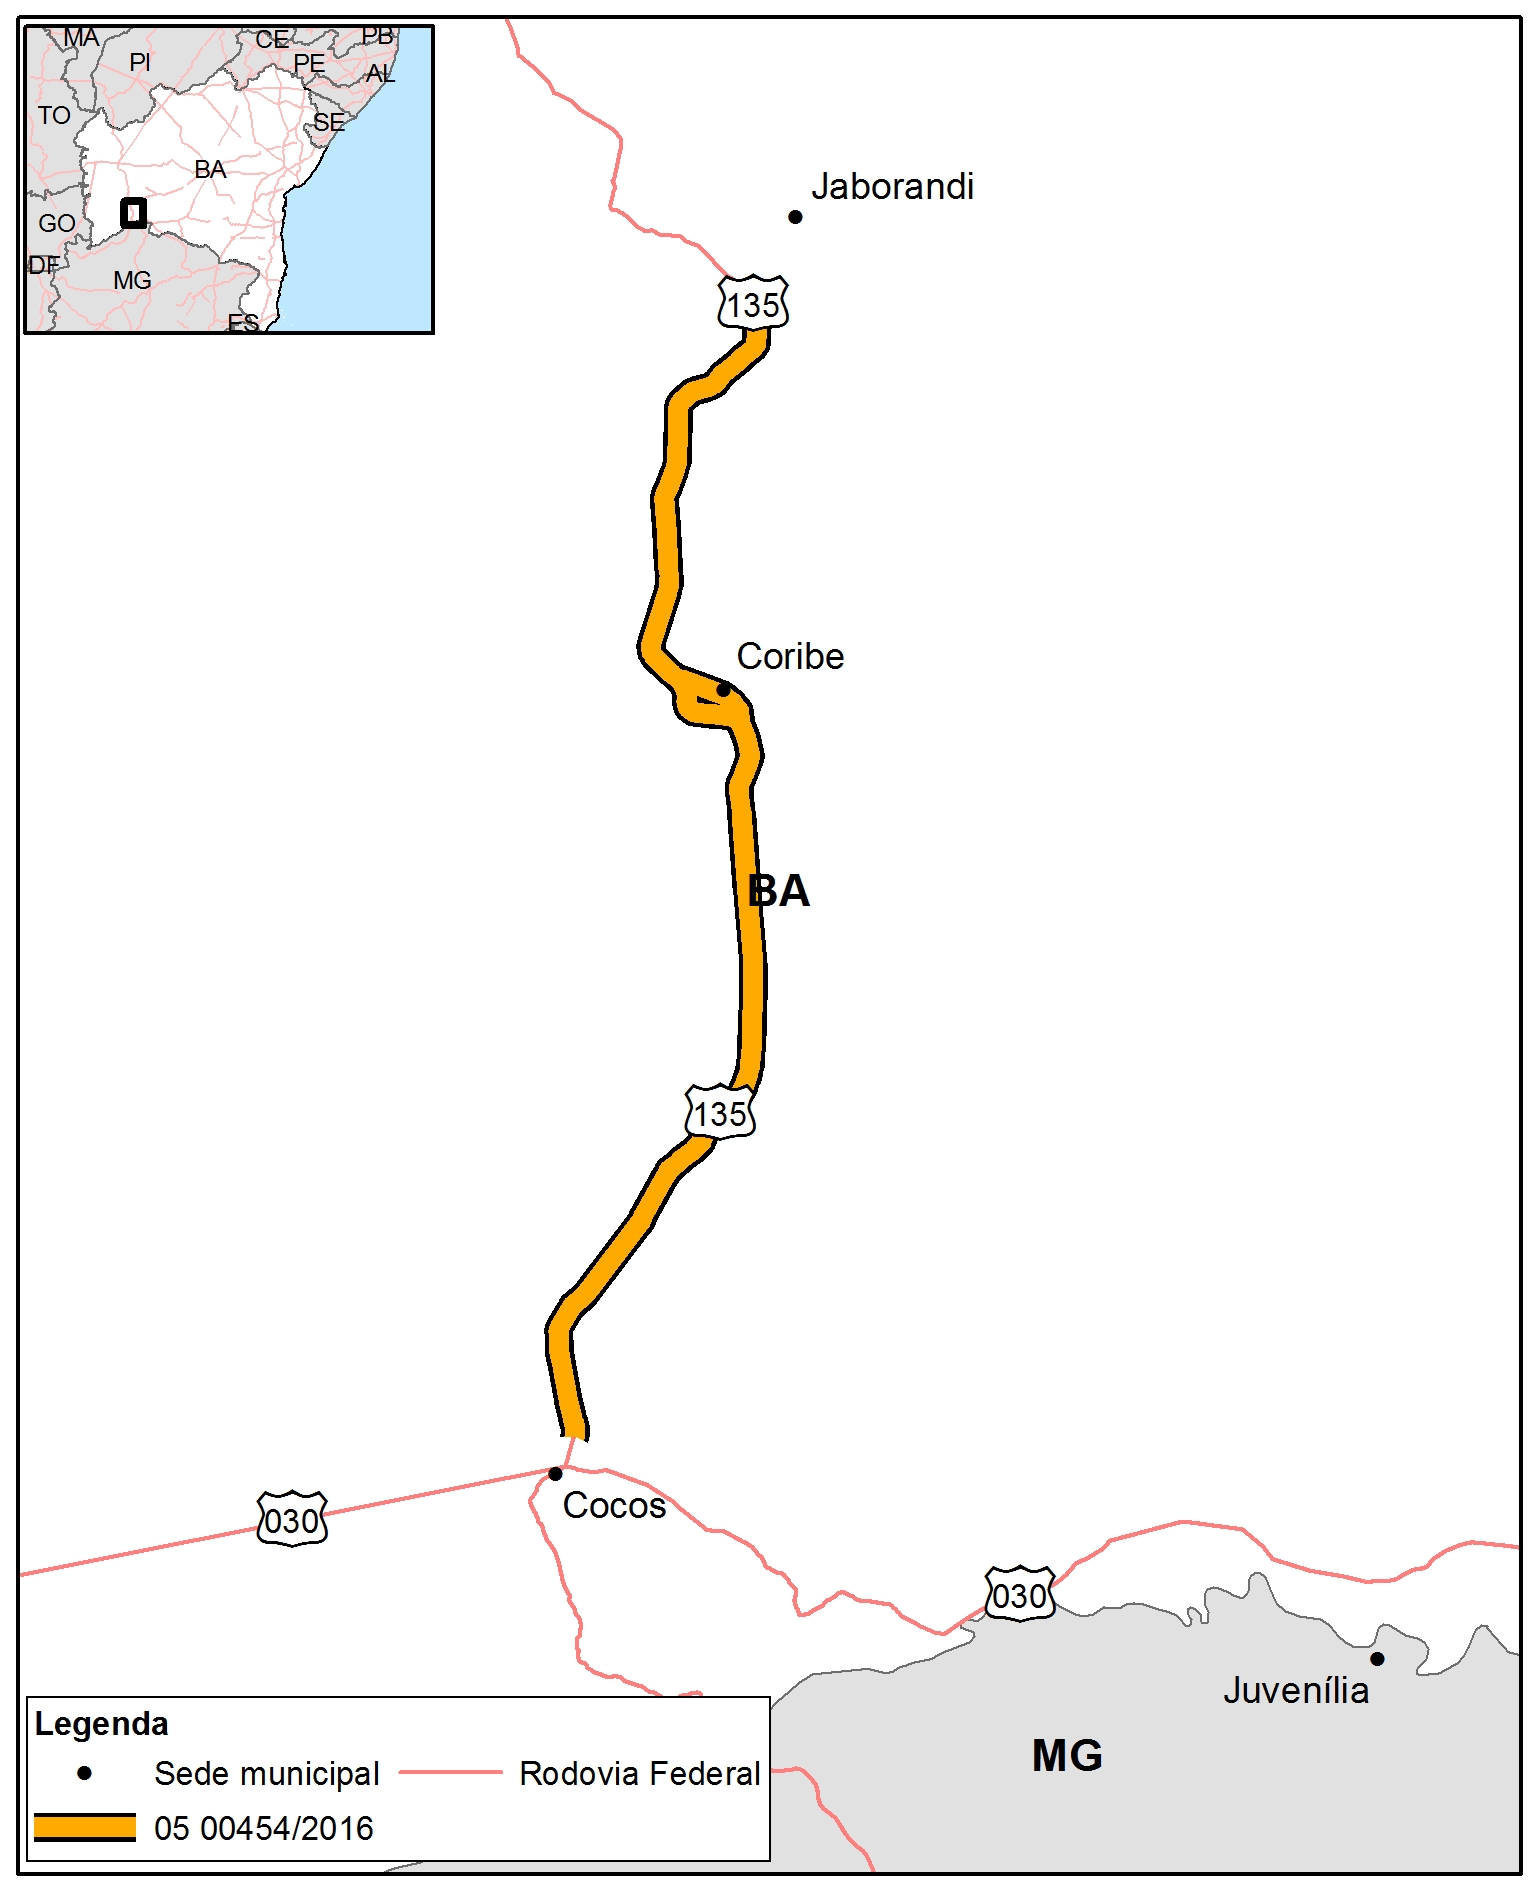 MA
CE
PB
PI
PE
AL
TO
SE
BA
GO
DF
MG
ES
Jaborandi
135
Coribe
BA
135
Cocos
030
030
Juvenília
MG
Legenda
Sede municipal
Rodovia Federal
05 00454/2016